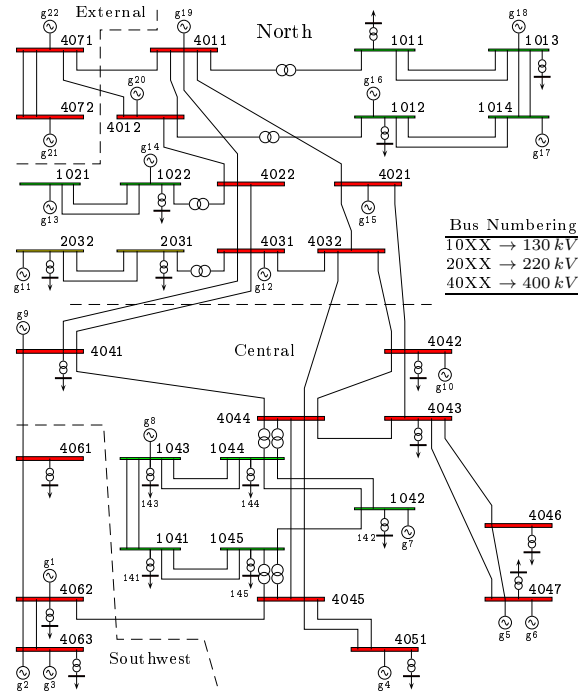 g22 External g19 g18
4071 4011 North 1011 1013
g20 g16
4072 4012 1012 1014
g21 g14 g17
1021 1022 4022 4021
g13 g15
Bus Numbering
10XX → 130 kV
20XX → 220 kV
40XX → 400 kV
2032 2031 4031 4032
g11 g12
g9
4041 Central 4042
g10
4044 4043
g8
4061 1043 1044
143 144 1042
142 g7 4046
1041 1045
g1 141 145
4062 4045 4047
g5 g6
4063 Southwest 4051
g2 g3 g4